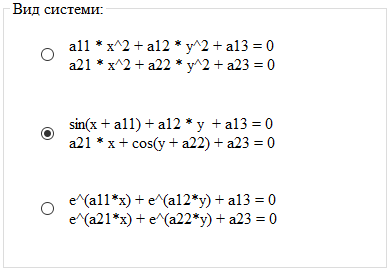 Вид системи:
a11 * x^2 + a12 * y^2 + a13 = 0
a21 * x^2 + a22 * y^2 + a23 = 0
sin(x + a11) + a12 * y + a13 = 0
a21 * x + cos(y + a22) + a23 = 0
e^(a11*x) + e^(a12*y) + a13 = 0
e^(a21*x) + e^(a22*y) + a23 = 0